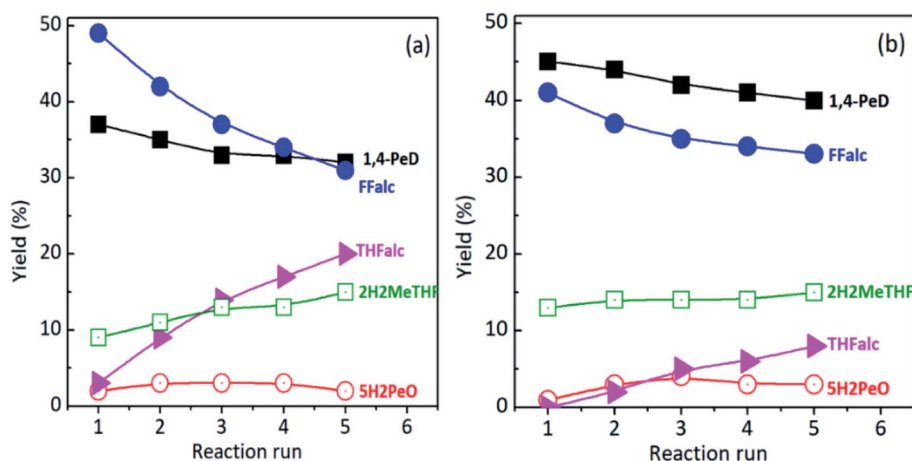 (a)
Yield (%)
50
40
30
20
10
0
1,4-PeD
FFalc
THFalc
2H2MeTHF
5H2PeO
1 2 3 4 5 6
Reaction run
(b)
Yield (%)
50
40
30
20
10
0
1,4-PeD
FFalc
2H2MeTHF
THFalc
5H2PeO
1 2 3 4 5 6
Reaction run